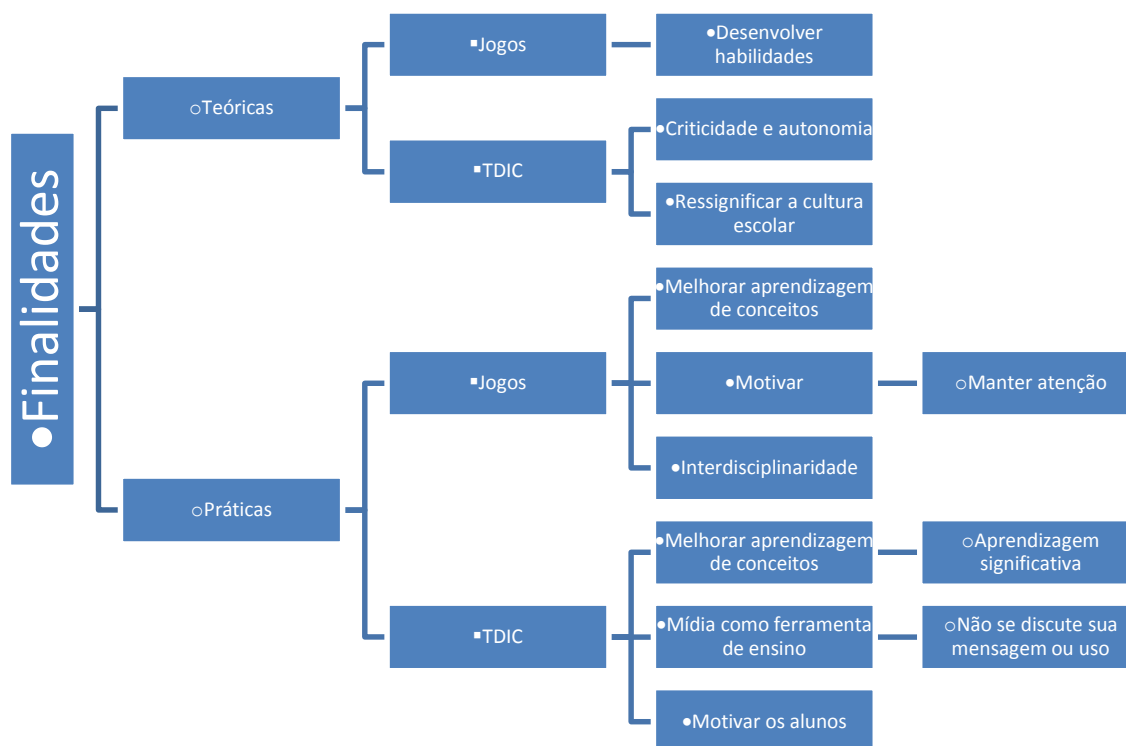 •Finalidades
○Teóricas
▪Jogos
•Desenvolver
habilidades
▪TDIC
•Criticidade e autonomia
•Ressignificar a cultura
escolar
○Práticas
▪Jogos
•Melhorar aprendizagem
de conceitos
•Motivar
○Manter atenção
•Interdisciplinaridade
▪TDIC
•Melhorar aprendizagem
de conceitos
○Aprendizagem
significativa
•Mídia como ferramenta
de ensino
○Não se discute sua
mensagem ou uso
•Motivar os alunos